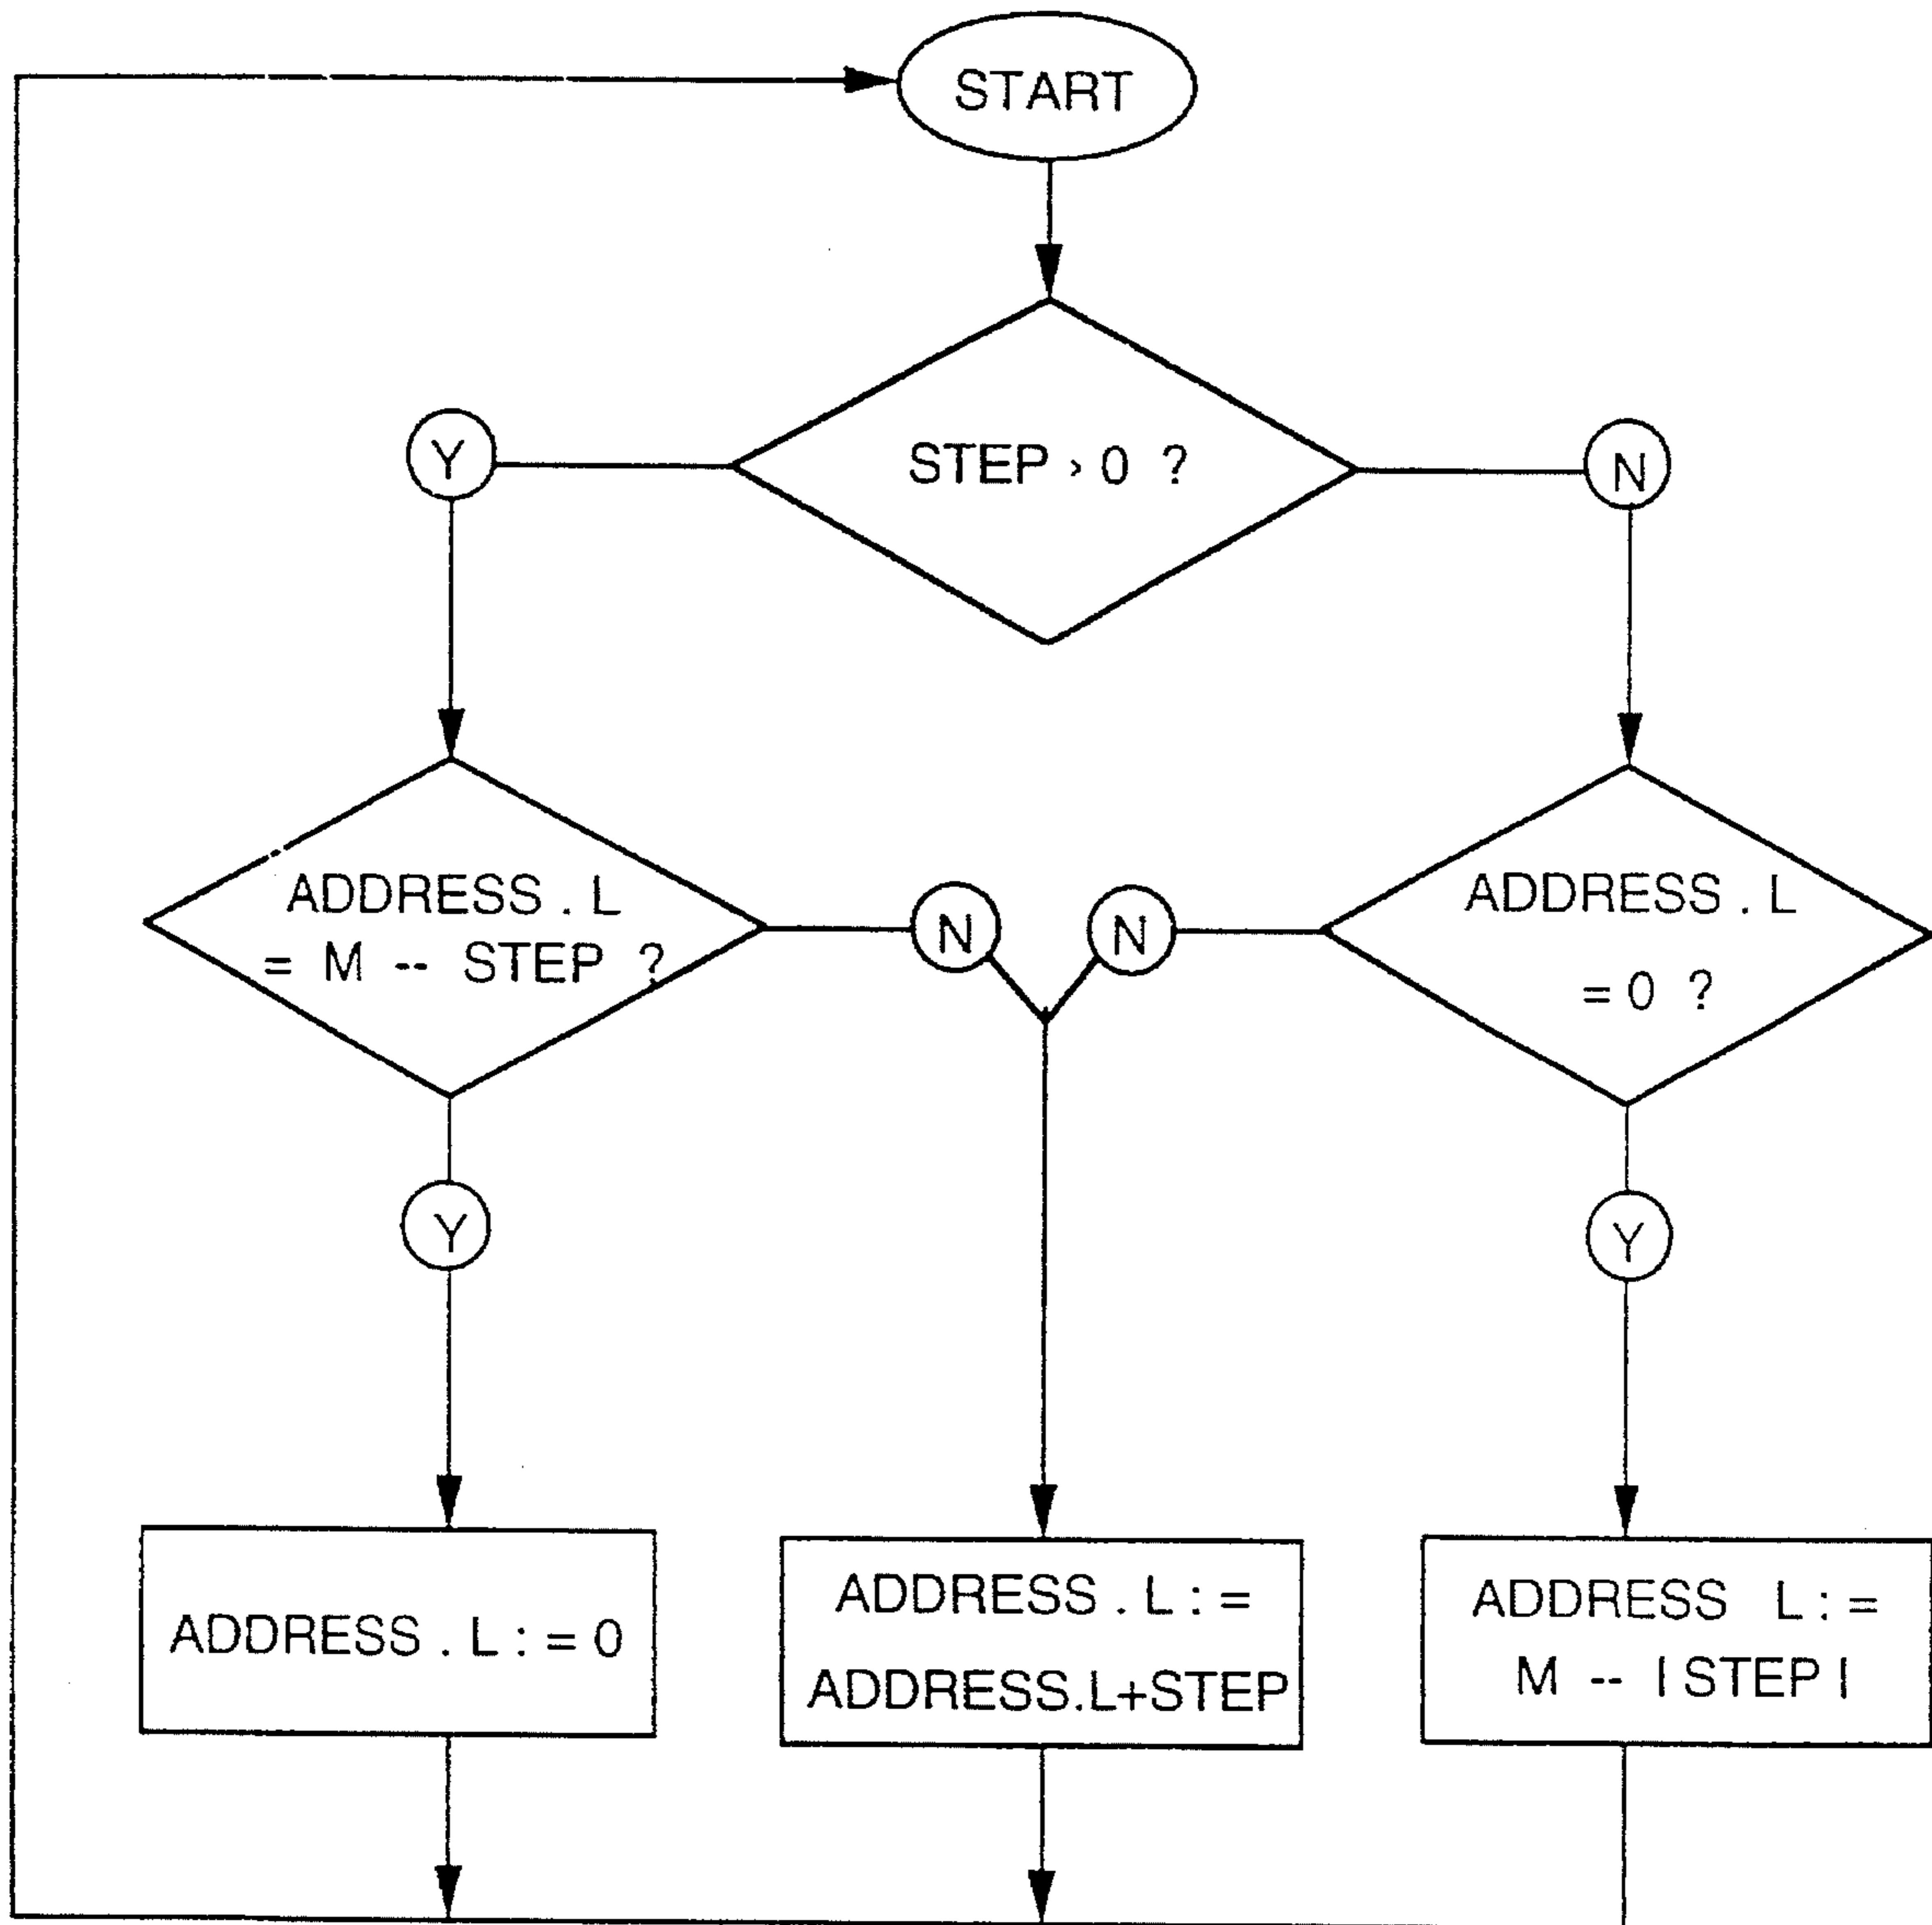 START
STEP > 0 ?
Y
N
ADDRESS . L
= M -- STEP ?
N
N
ADDRESS . L
= 0 ?
Y
Y
ADDRESS . L : = 0
ADDRESS . L : =
ADDRESS.L+STEP
ADDRESS L : =
M -- | STEP |